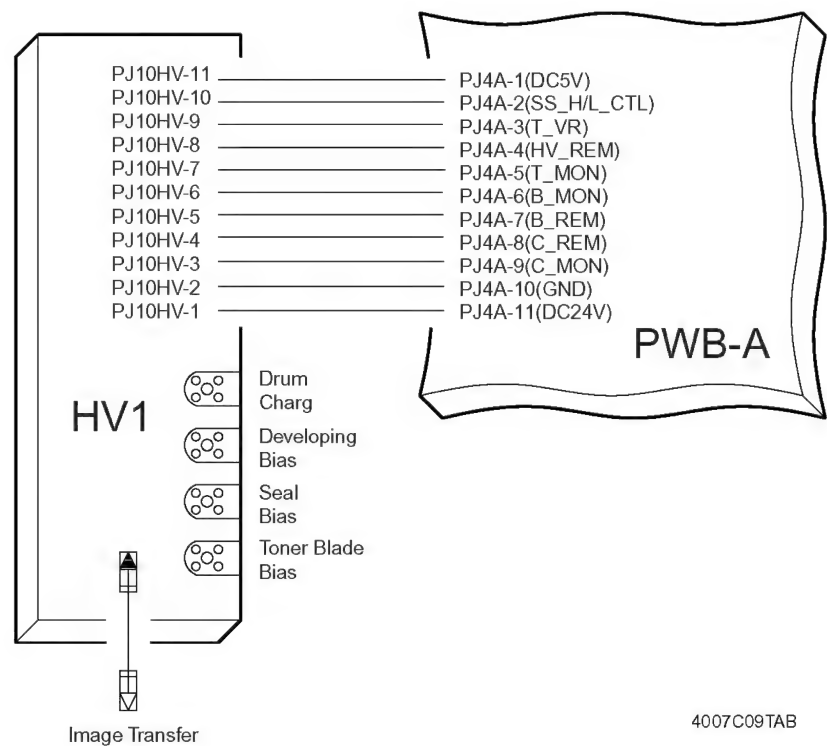 PJ10HV-11
PJ10HV-10
PJ10HV-9
PJ10HV-8
PJ10HV-7
PJ10HV-6
PJ10HV-5
PJ10HV-4
PJ10HV-3
PJ10HV-2
PJ10HV-1
PJ4A-1(DC5V)
PJ4A-2(SS_H/L_CTL)
PJ4A-3(T_VR)
PJ4A-4(HV_REM)
PJ4A-5(T_MON)
PJ4A-6(B_MON)
PJ4A-7(B_REM)
PJ4A-8(C_REM)
PJ4A-9(C_MON)
PJ4A-10(GND)
PJ4A-11(DC24V)
PWB-A
HV1
Drum
Charg
Developing
Bias
Seal
Bias
Toner Blade
Bias
Image Transfer
4007C09TAB